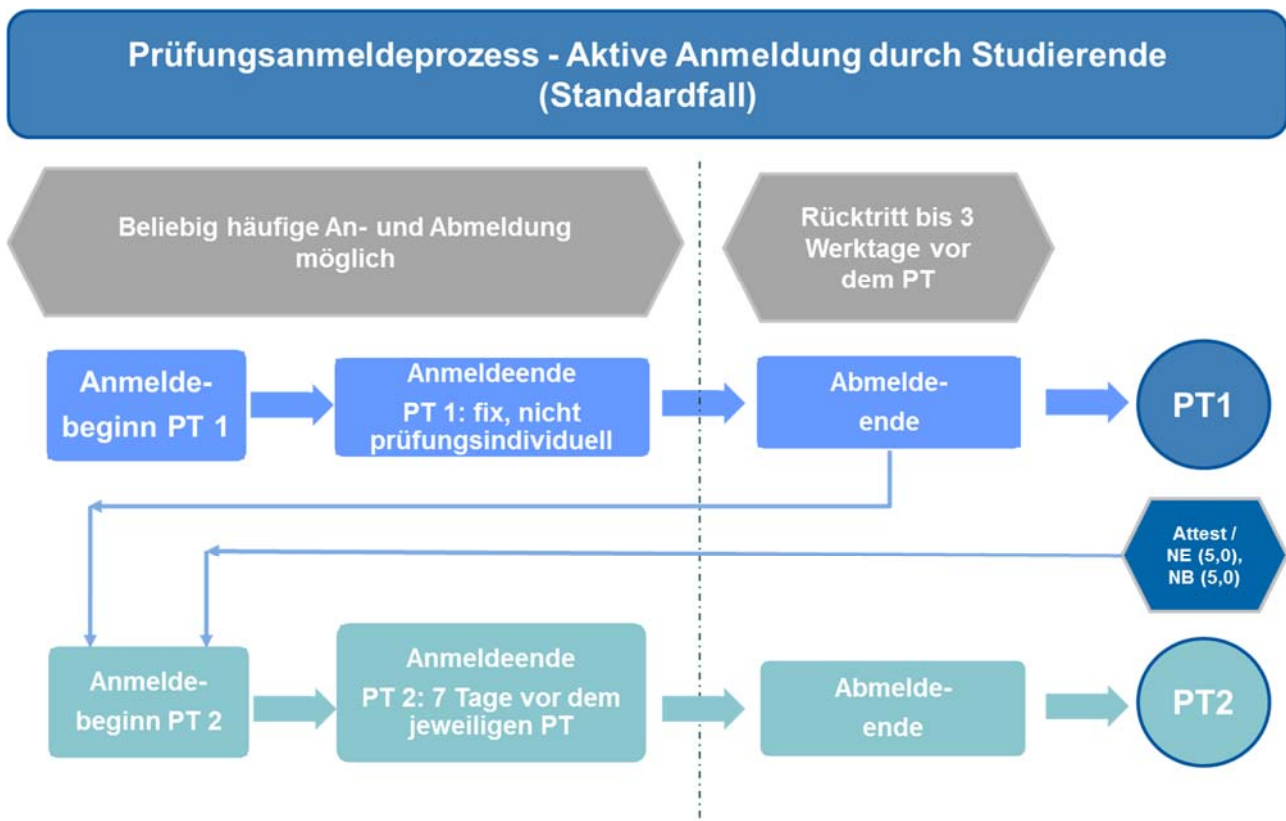 Prüfungsanmeldeprozess - Aktive Anmeldung durch Studierende
(Standardfall)
Beliebig häufige An- und Abmeldung
möglich
Rücktritt bis 3
Werktage vor
dem PT
Anmelde-
beginn PT 1
Anmeldeende
PT 1: fix, nicht
prüfungsindividuell
Abmelde-
ende
PT1
Attest /
NE (5,0),
NB (5,0)
Anmelde-
beginn PT 2
Anmeldeende
PT 2: 7 Tage vor dem
jeweiligen PT
Abmelde-
ende
PT2